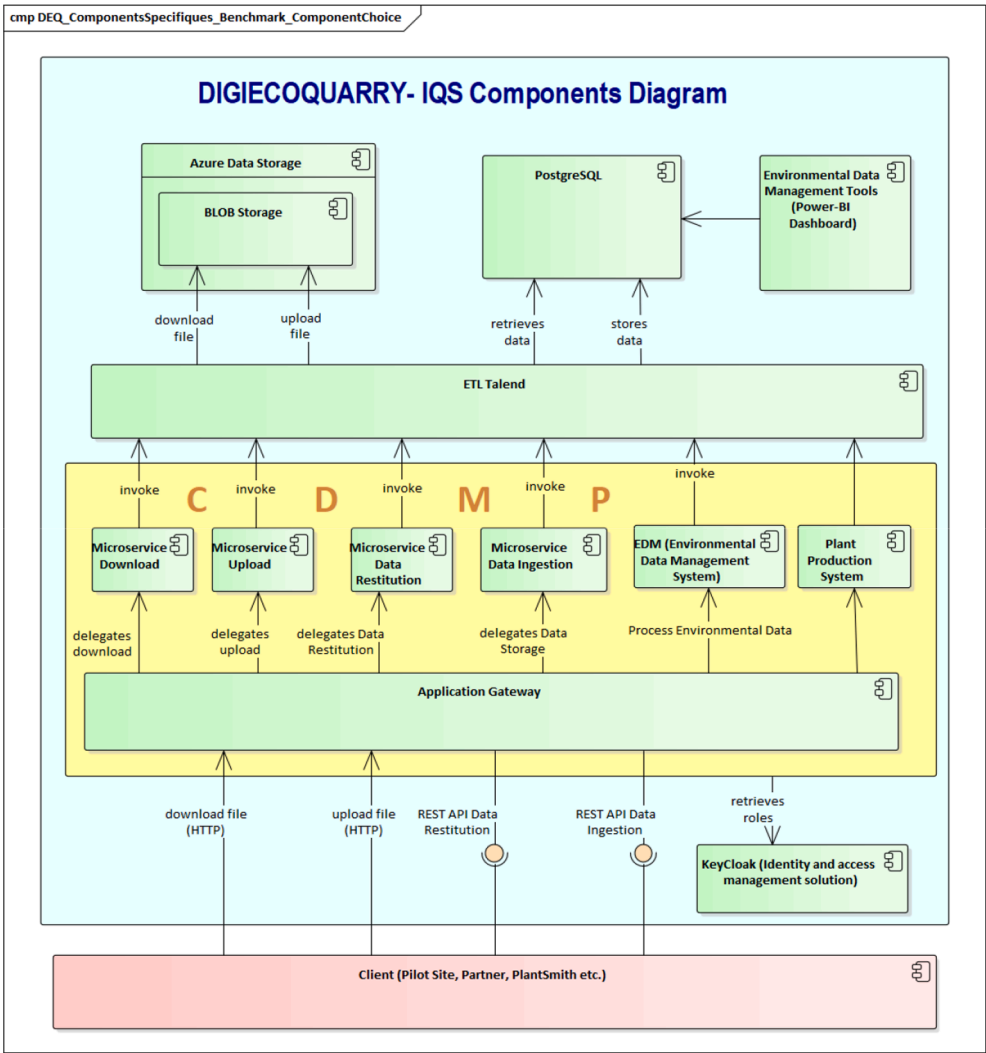 cmp DEQ_ComponentsSpecifiques_Benchmark_ComponentChoice
DIGIECOQUARRY- IQS Components Diagram
Azure Data Storage
BLOB Storage
PostgreSQL
Environmental Data
Management Tools
(Power-BI
Dashboard)
download
file
upload
file
retrieves
data
stores
data
ETL Talend
invoke
invoke
invoke
invoke
invoke
C D M P
Microservice
Download
Microservice
Upload
Microservice
Data
Restitution
Microservice
Data Ingestion
EDM (Environmental
Data Management
System)
Plant
Production
System
delegates
download
delegates
upload
delegates Data
Restitution
delegates Data
Storage
Process Environmental Data
Application Gateway
download file
(HTTP)
upload file
(HTTP)
REST API Data
Restitution
REST API Data
Ingestion
retrieves
roles
KeyCloak (Identity and access
management solution)
Client (Pilot Site, Partner, PlantSmith etc.)